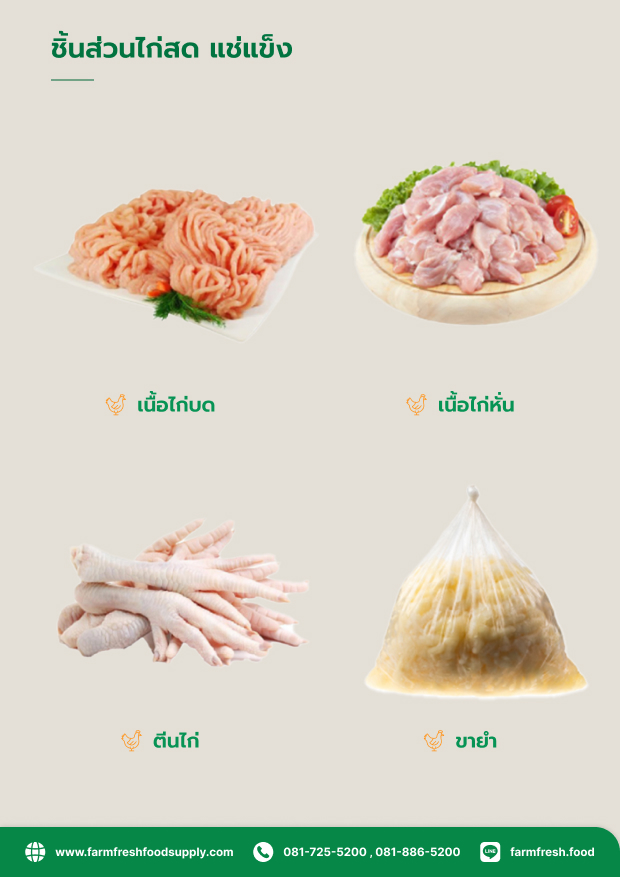 ชิ้นส่วนไก่สด แช่แข็ง
เนื้อไก่บด
เนื้อไก่หั่น
ตีนไก่
ขายำ
www.farmfreshfoodsupply.com
081-725-5200 , 081-886-5200
LINE
farmfresh.food